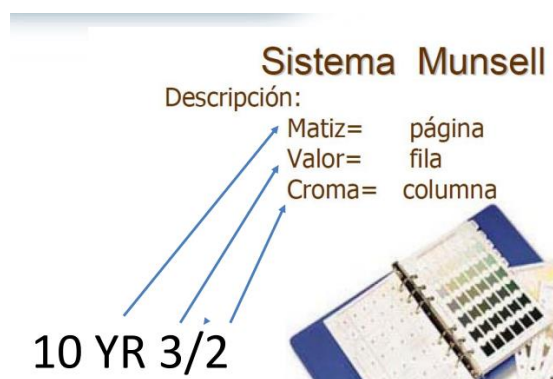 Sistema Munsell
Descripción:
Matiz= página
Valor= fila
Croma= columna
10 YR 3/2